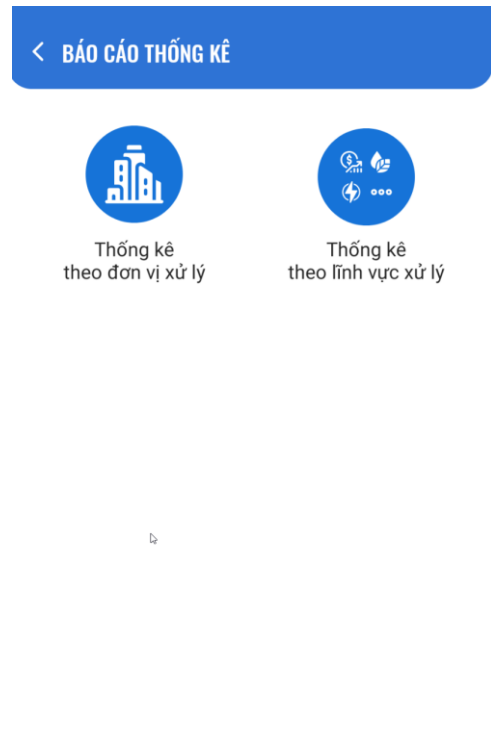 BÁO CÁO THỐNG KÊ
Thống kê
theo đơn vị xử lý
Thống kê
theo lĩnh vực xử lý